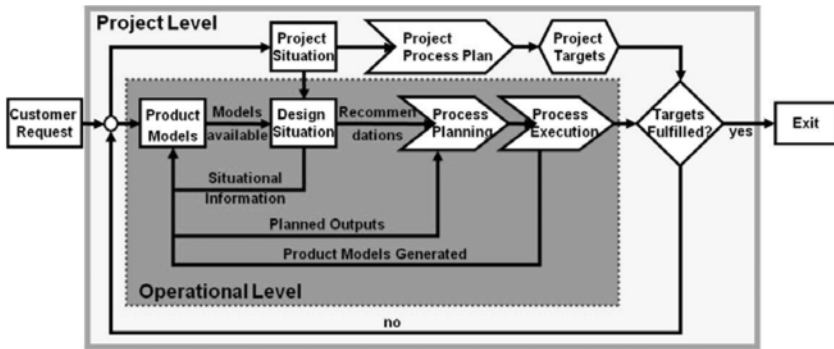 Project Level
Project
Situation
Project
Process Plan
Project
Targets
Customer
Request
Product
Models
Models
available
Design
Situation
Recommen
dations
Process
Planning
Process
Execution
Targets
Fulfilled?
yes
Exit
Situational
Information
Planned Outputs
Product Models Generated
Operational Level
no